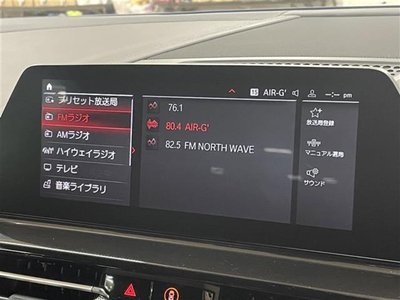 15 AIR-G' --:-- pm
プリセット放送局
FMラジオ
AMラジオ
ハイウェイラジオ
テレビ
音楽ライブラリ
76.1
80.4 AIR-G'
82.5 FM NORTH WAVE
放送局登録
マニュアル選局
サウンド